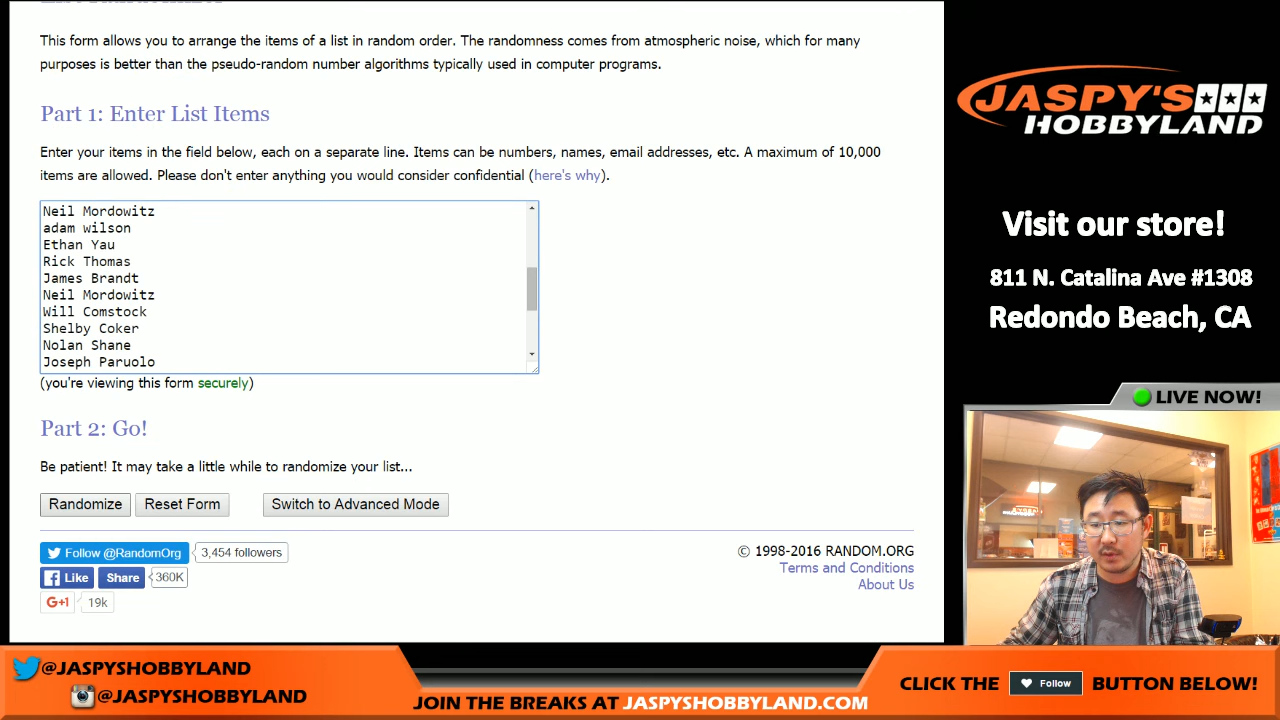 This form allows you to arrange the items of a list in random order. The randomness comes from atmospheric noise, which for many
purposes is better than the pseudo-random number algorithms typically used in computer programs.
Part 1: Enter List Items
Enter your items in the field below, each on a separate line. Items can be numbers, names, email addresses, etc. A maximum of 10,000
items are allowed. Please don't enter anything you would consider confidential (here's why).
Neil Mordowitz
adam wilson
Ethan Yau
Rick Thomas
James Brandt
Neil Mordowitz
Will Comstock
Shelby Coker
Nolan Shane
Joseph Paruolo
(you're viewing this form securely)
Part 2: Go!
Be patient! It may take a little while to randomize your list...
Randomize Reset Form Switch to Advanced Mode
Follow @RandomOrg 3,454 followers
Like Share 360K
G+1 19k
© 1998-2016 RANDOM.ORG
Terms and Conditions
About Us
JASPY'S
HOBBYLAND
Visit our store!
811 N. Catalina Ave #1308
Redondo Beach, CA
LIVE NOW!
@JASPYSHOBBYLAND
@JASPYSHOBBYLAND
JOIN THE BREAKS AT JASPYSHOBBYLAND.COM
CLICK THE Follow BUTTON BELOW!